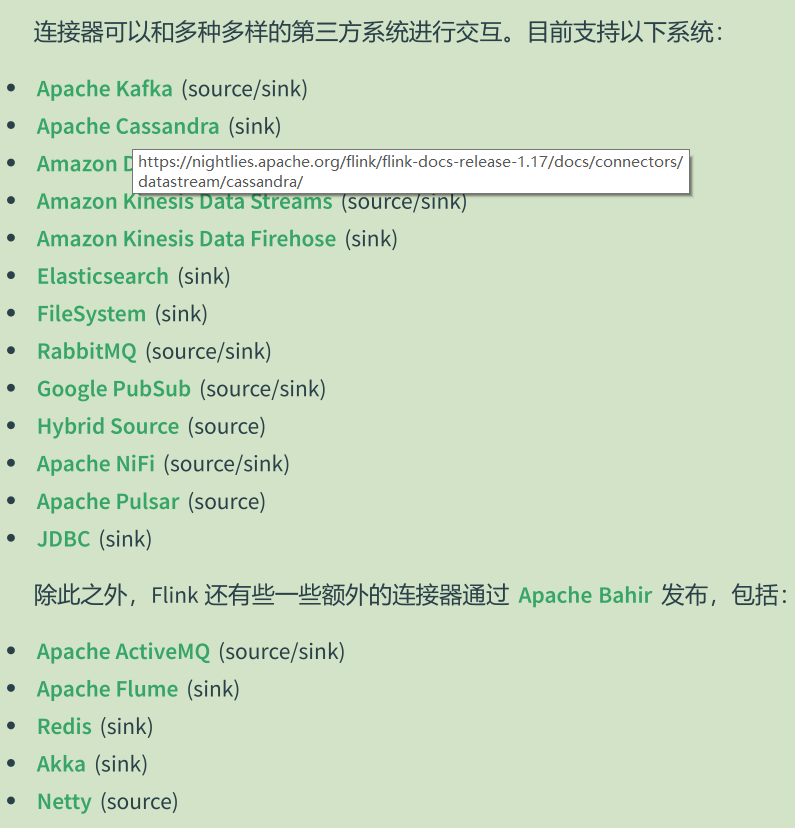 连接器可以和多种多样的第三方系统进行交互。目前支持以下系统：
Apache Kafka (source/sink)
Apache Cassandra (sink)
Amazon D
https://nightlies.apache.org/flink/flink-docs-release-1.17/docs/connectors/
datastream/cassandra/
Amazon Kinesis Data Streams (source/sink)
Amazon Kinesis Data Firehose (sink)
Elasticsearch (sink)
FileSystem (sink)
RabbitMQ (source/sink)
Google PubSub (source/sink)
Hybrid Source (source)
Apache NiFi (source/sink)
Apache Pulsar (source)
JDBC (sink)
除此之外，Flink 还有些一些额外的连接器通过 Apache Bahir 发布，包括：
Apache ActiveMQ (source/sink)
Apache Flume (sink)
Redis (sink)
Akka (sink)
Netty (source)